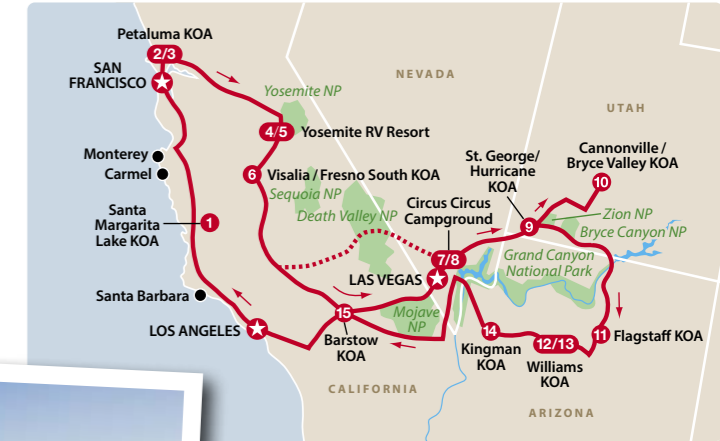 Petaluma KOA
2/3
SAN
FRANCISCO
NEVADA
UTAH
Yosemite NP
4/5
Yosemite RV Resort
Monterey
Carmel
6
Visalia / Fresno South KOA
Sequoia NP
Death Valley NP
St. George/
Hurricane
KOA
Cannonville /
Bryce Valley KOA
10
Santa
Margarita
Lake KOA
1
Circus Circus
Campground
7/8
9
Zion NP
Bryce Canyon NP
Grand Canyon
National Park
LAS VEGAS
Santa Barbara
LOS ANGELES
15
Barstow
KOA
Mojave
NP
14
Kingman
KOA
12/13
Williams
KOA
11
Flagstaff KOA
CALIFORNIA
ARIZONA